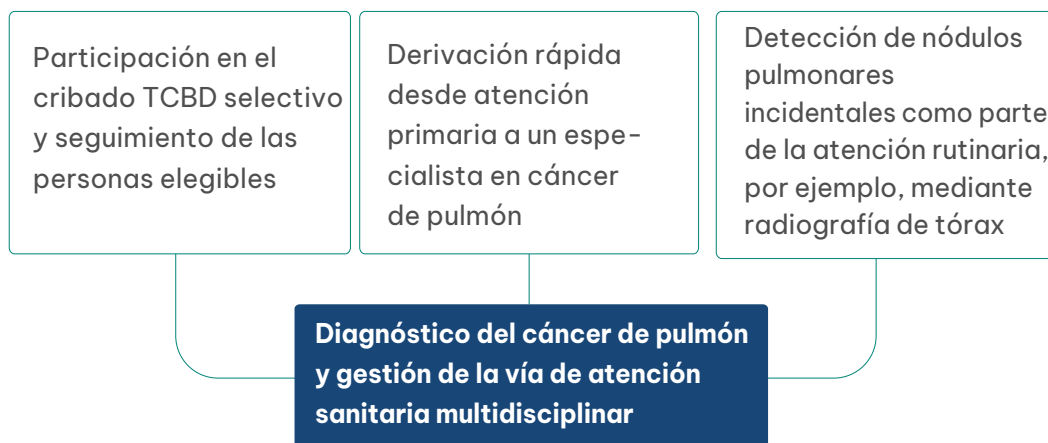 Participación en el
cribado TCBD selectivo
y seguimiento de las
personas elegibles
Derivación rápida
desde atención
primaria a un espe-
cialista en cáncer
de pulmón
Detección de nódulos
pulmonares
incidentales como parte
de la atención rutinaria,
por ejemplo, mediante
radiografía de tórax
Diagnóstico del cáncer de pulmón
y gestión de la vía de atención
sanitaria multidisciplinar